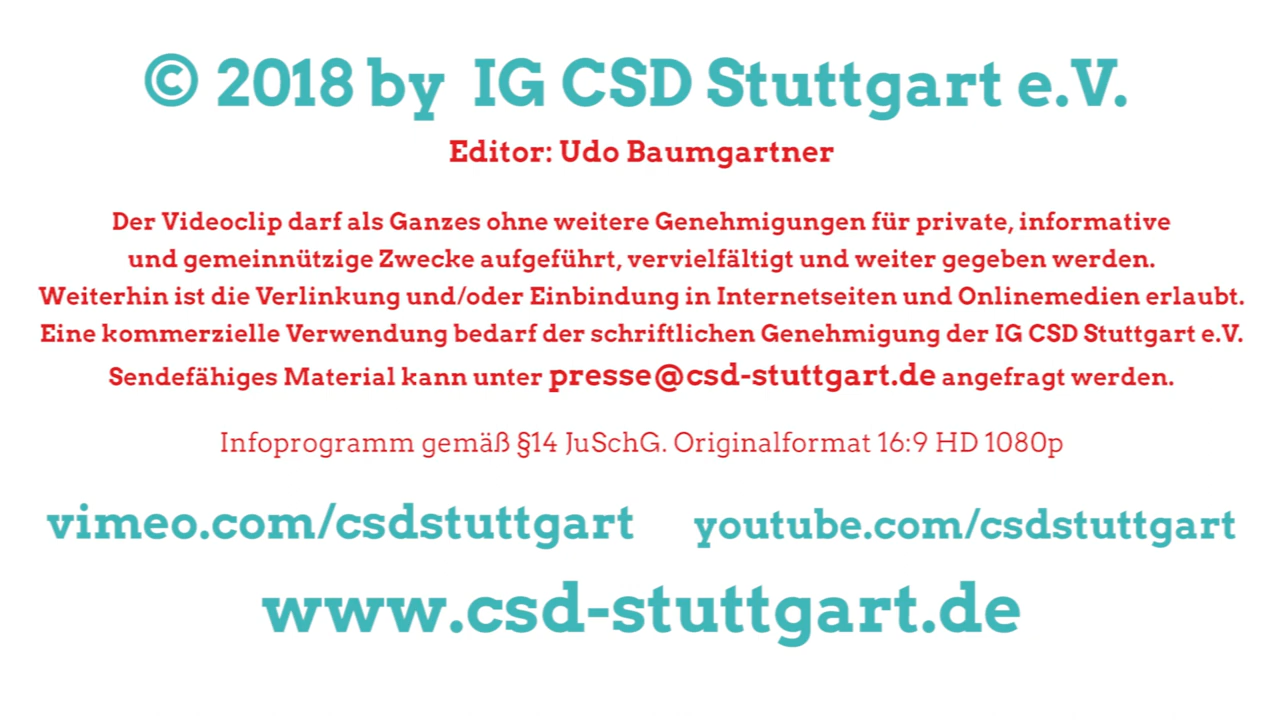 © 2018 by IG CSD Stuttgart e.V.
Editor: Udo Baumgartner
Der Videoclip darf als Ganzes ohne weitere Genehmigungen für private, informative
und gemeinnützige Zwecke aufgeführt, vervielfältigt und weiter gegeben werden.
Weiterhin ist die Verlinkung und/oder Einbindung in Internetseiten und Onlinemedien erlaubt.
Eine kommerzielle Verwendung bedarf der schriftlichen Genehmigung der IG CSD Stuttgart e.V.
Sendefähiges Material kann unter presse@csd-stuttgart.de angefragt werden.
Infoprogramm gemäß §14 JuSchG. Originalformat 16:9 HD 1080p
vimeo.com/csdstuttgart youtube.com/csdstuttgart
www.csd-stuttgart.de